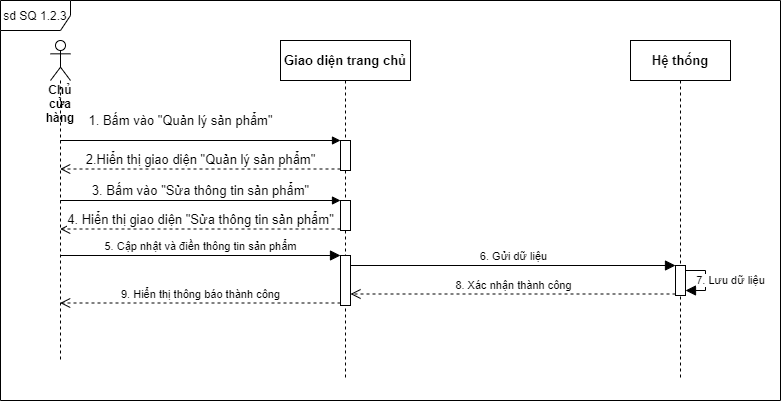 sd SQ 1.2.3
Giao diện trang chủ
Hệ thống
Chủ
cửa
hàng
1. Bấm vào "Quản lý sản phẩm"
2.Hiển thị giao diện "Quản lý sản phẩm"
3. Bấm vào "Sửa thông tin sản phẩm"
4. Hiển thị giao diện "Sửa thông tin sản phẩm"
5. Cập nhật và điền thông tin sản phẩm
6. Gửi dữ liệu
7. Lưu dữ liệu
8. Xác nhận thành công
9. Hiển thị thông báo thành công